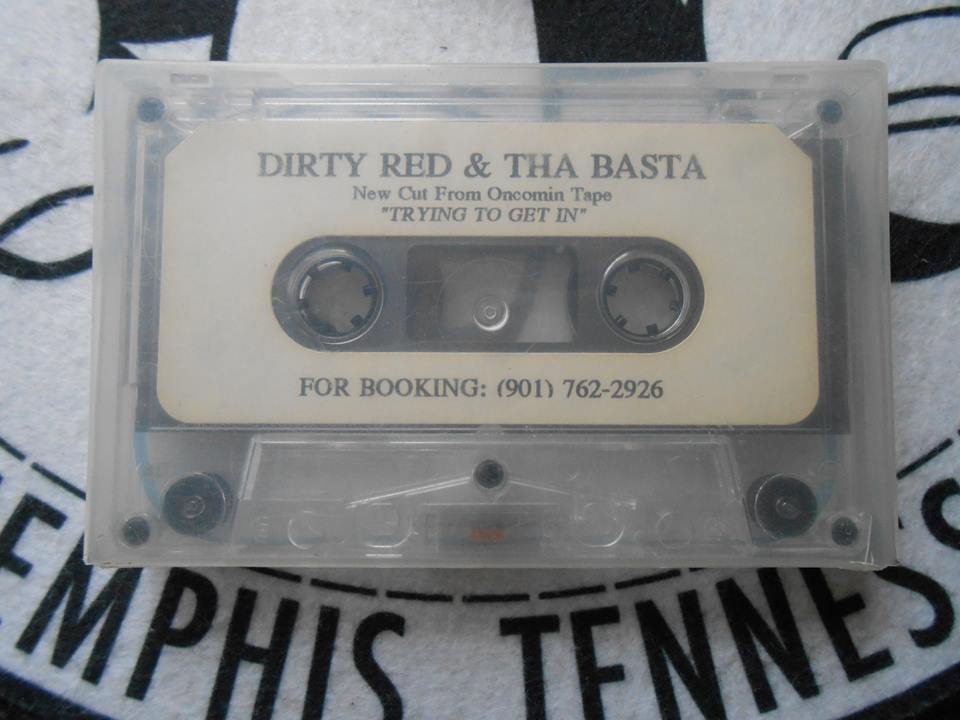 DIRTY RED & THA BASTA
New Cut From Oncomin Tape
"TRYING TO GET IN"
FOR BOOKING: (901) 762-2926
EMPHIS TENNES